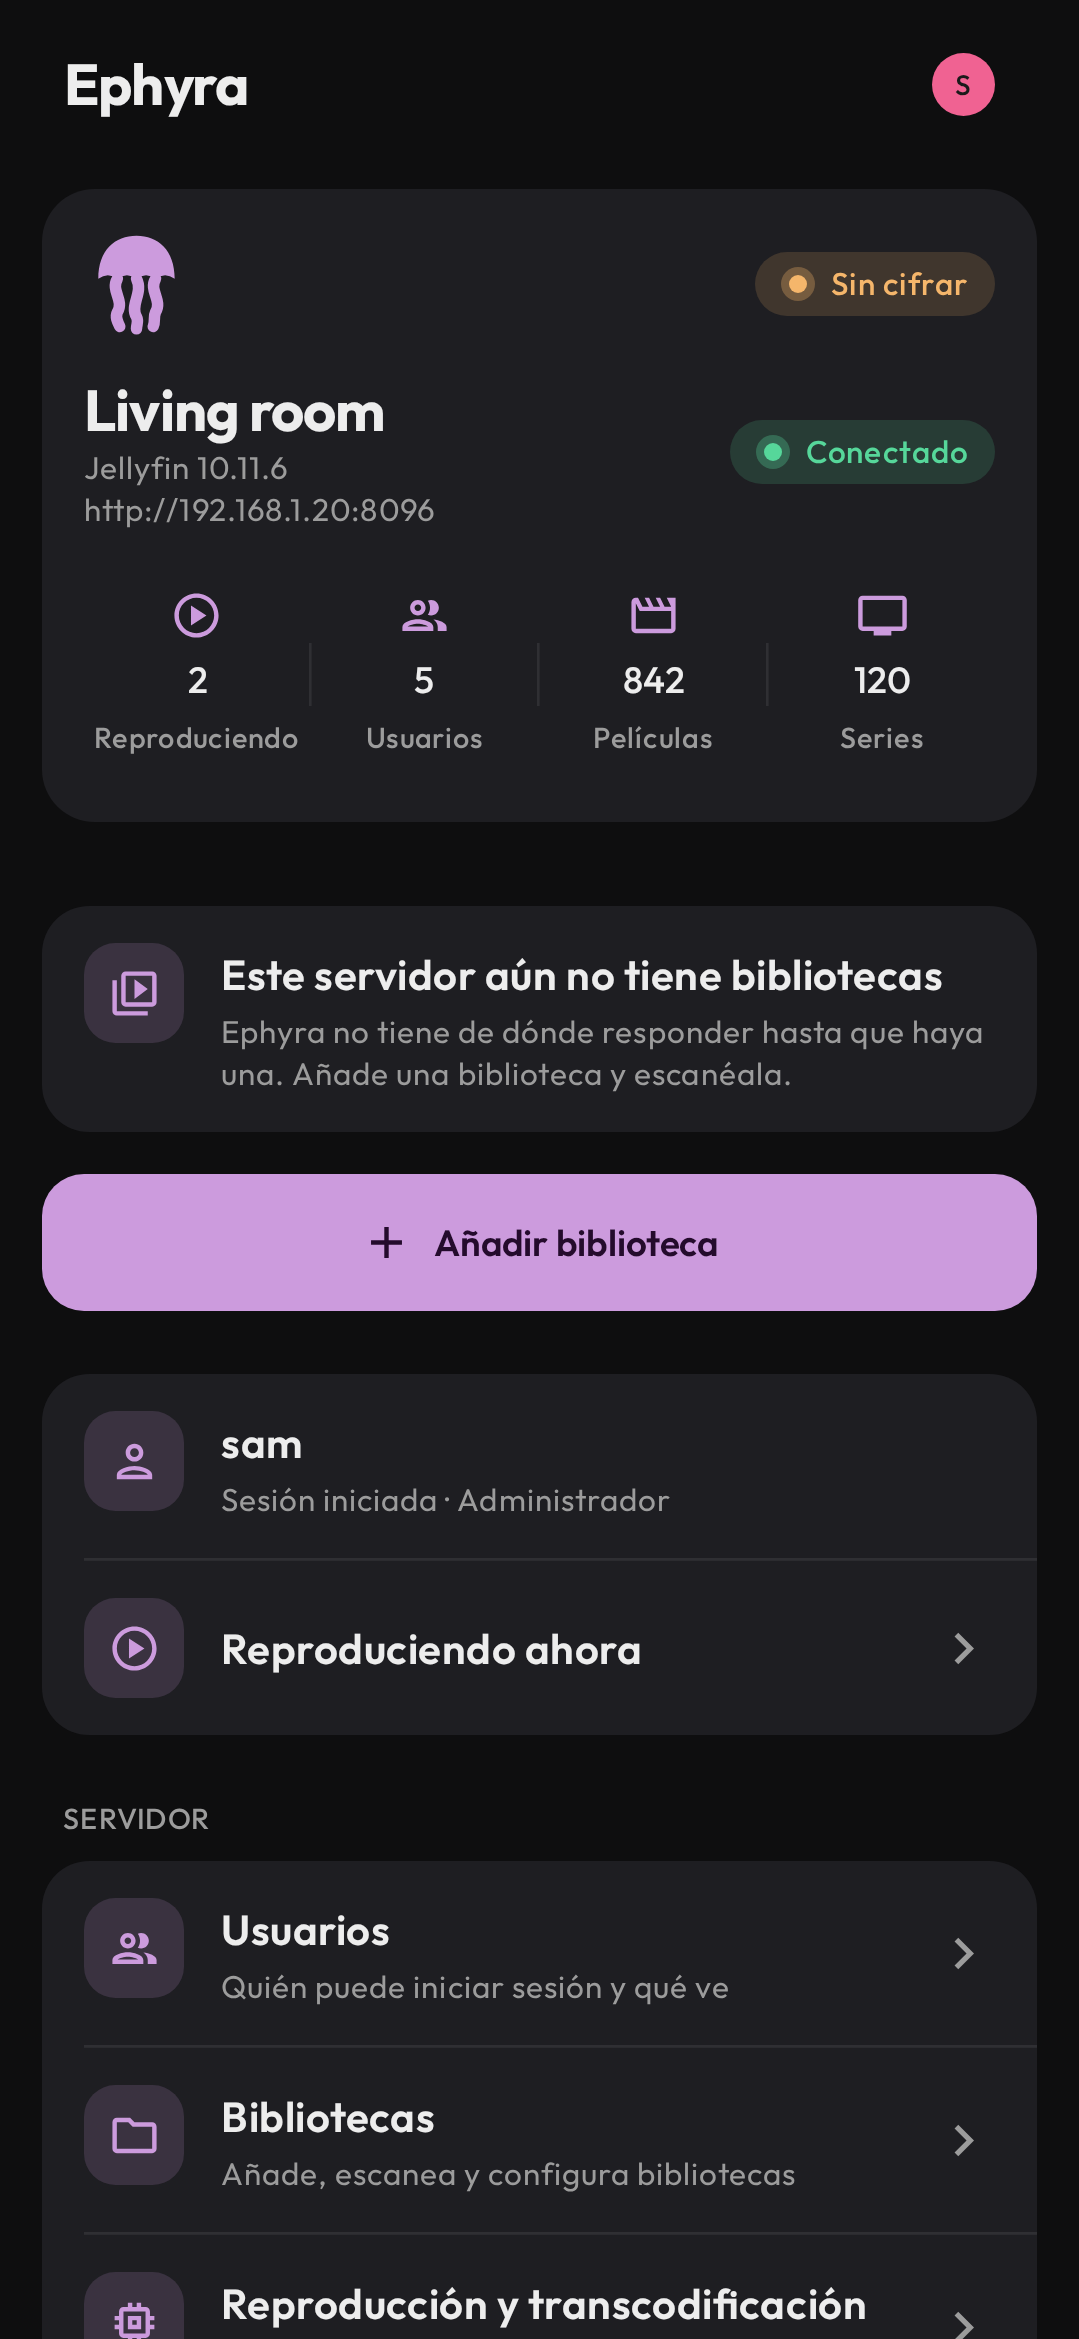 Ephyra
S
Sin cifrar
Living room
Jellyfin 10.11.6
http://192.168.1.20:8096
Conectado
2
5
842
120
Reproduciendo
Usuarios
Películas
Series
Este servidor aún no tiene bibliotecas
Ephyra no tiene de dónde responder hasta que haya
una. Añade una biblioteca y escanéala.
Añadir biblioteca
sam
Sesión iniciada · Administrador
Reproduciendo ahora
SERVIDOR
Usuarios
Quién puede iniciar sesión y qué ve
Bibliotecas
Añade, escanea y configura bibliotecas
Reproducción y transcodificación